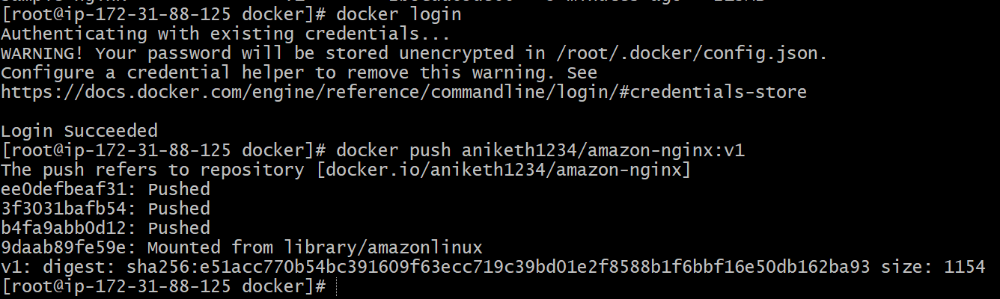 [root@ip-172-31-88-125 docker]# docker login
Authenticating with existing credentials...
WARNING! Your password will be stored unencrypted in /root/.docker/config.json.
Configure a credential helper to remove this warning. See
https://docs.docker.com/engine/reference/commandline/login/#credentials-store
Login Succeeded
[root@ip-172-31-88-125 docker]# docker push aniketh1234/amazon-nginx:v1
The push refers to repository [docker.io/aniketh1234/amazon-nginx]
ee0defbeaf31: Pushed
3f3031bafb54: Pushed
b4fa9abb0d12: Pushed
9daab89fe59e: Mounted from library/amazonlinux
v1: digest: sha256:e51acc770b54bc391609f63ecc719c39bd01e2f8588b1f6bbf16e50db162ba93 size: 1154
[root@ip-172-31-88-125 docker]#